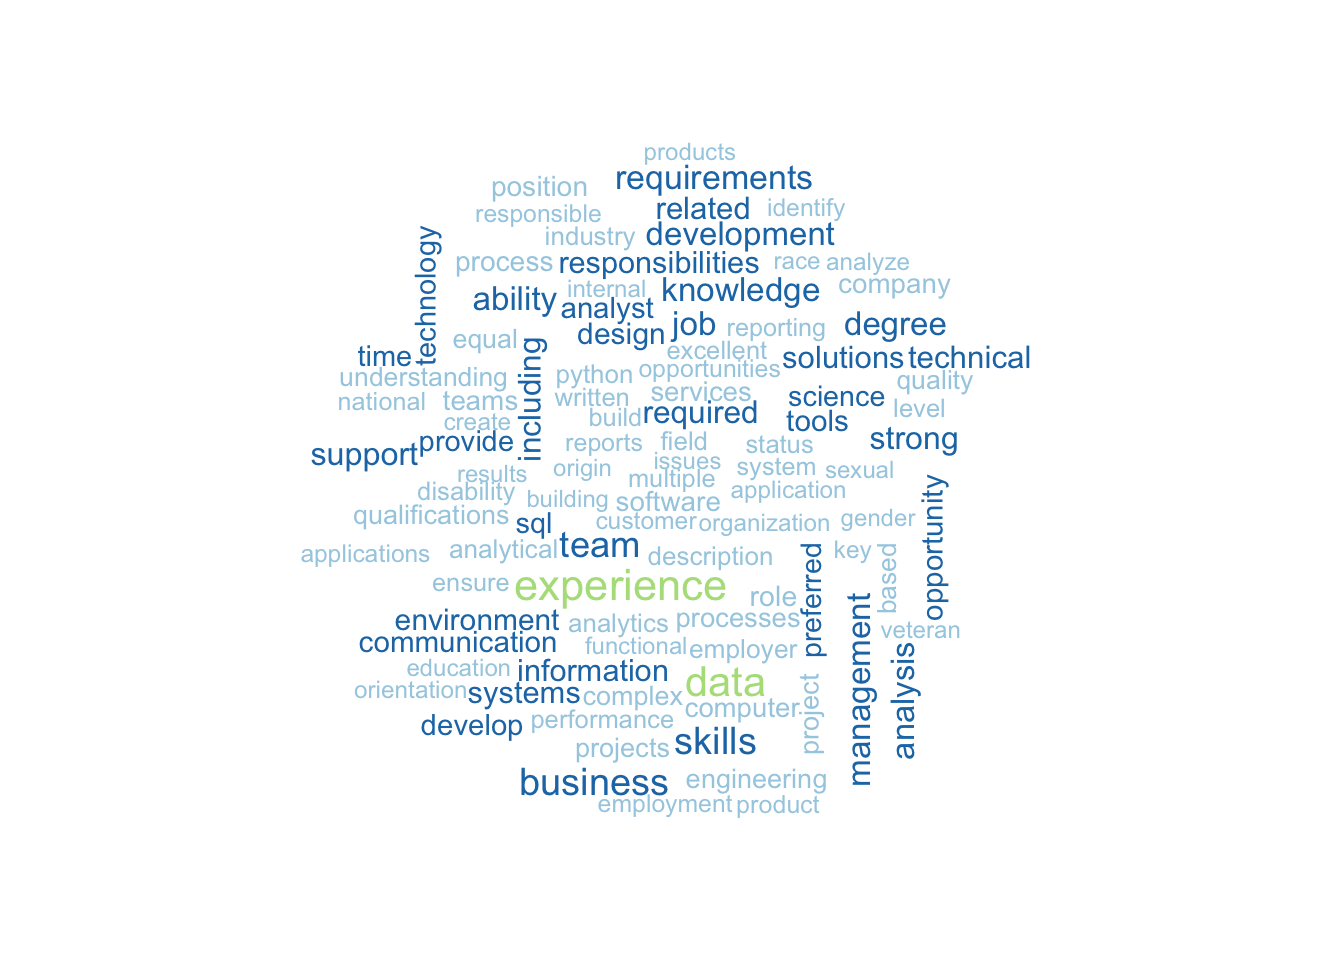 products
requirements
position
related identify
responsible
development
industry
technology
process responsibilities race analyze
internal knowledge company
ability analyst
design job reporting degree
equal
including
time excellent solutions technical
understanding python opportunities quality
national teams written services science level
create build required tools
support provide reports field status strong
results origin issues system sexual
disability building multiple application
qualifications software
sql customer organization gender opportunity
applications analytical team description preferred key based
ensure experience role
environment analytics processes management veteran
communication functional employer
education information analysis
orientation systems complex data project
computer
develop performance
projects skills
business engineering
employment product